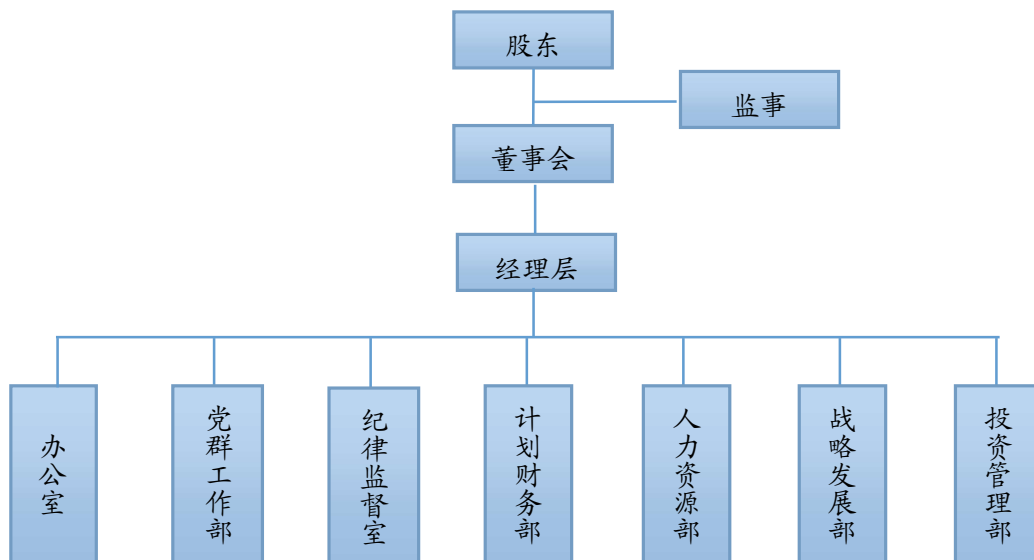 股东
监事
董事会
经理层
办公室
党群工作部
纪律监督室
计划财务部
人力资源部
战略发展部
投资管理部